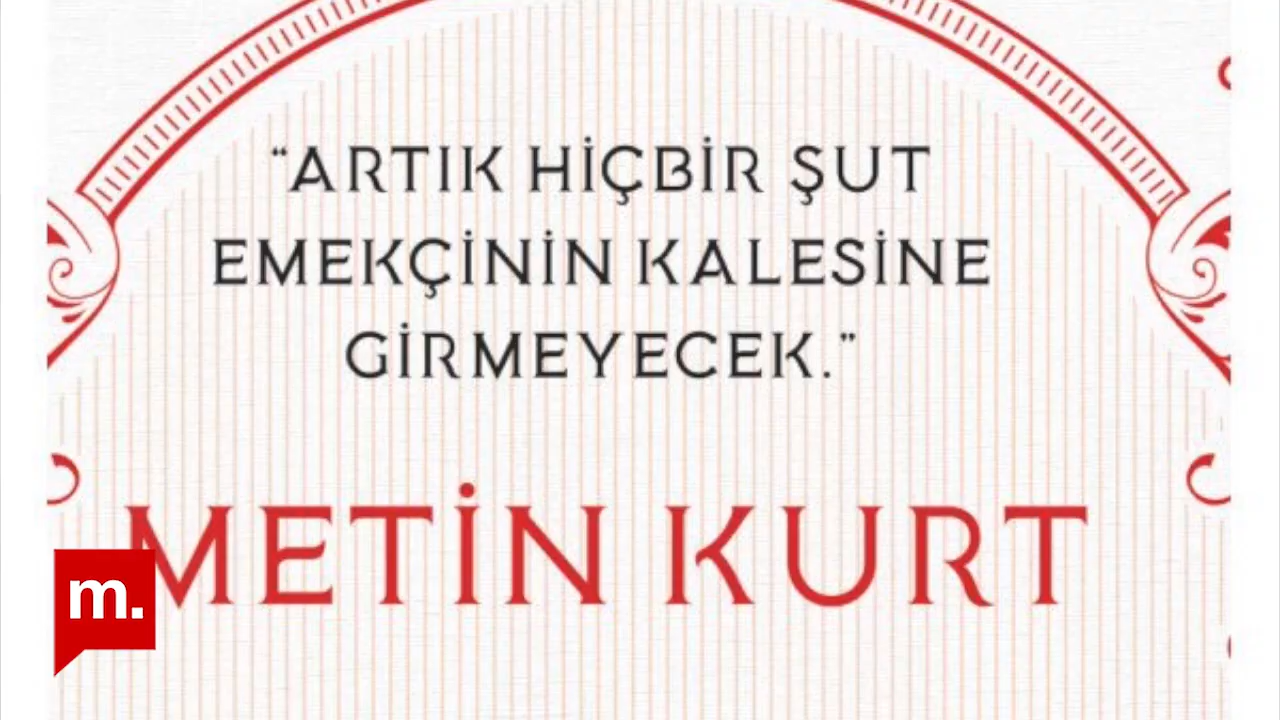 "ARTIK HİÇBİR ŞUT
EMEKÇİNİN KALESİNE
GİRMEYECEK."
METİN KURT
m.